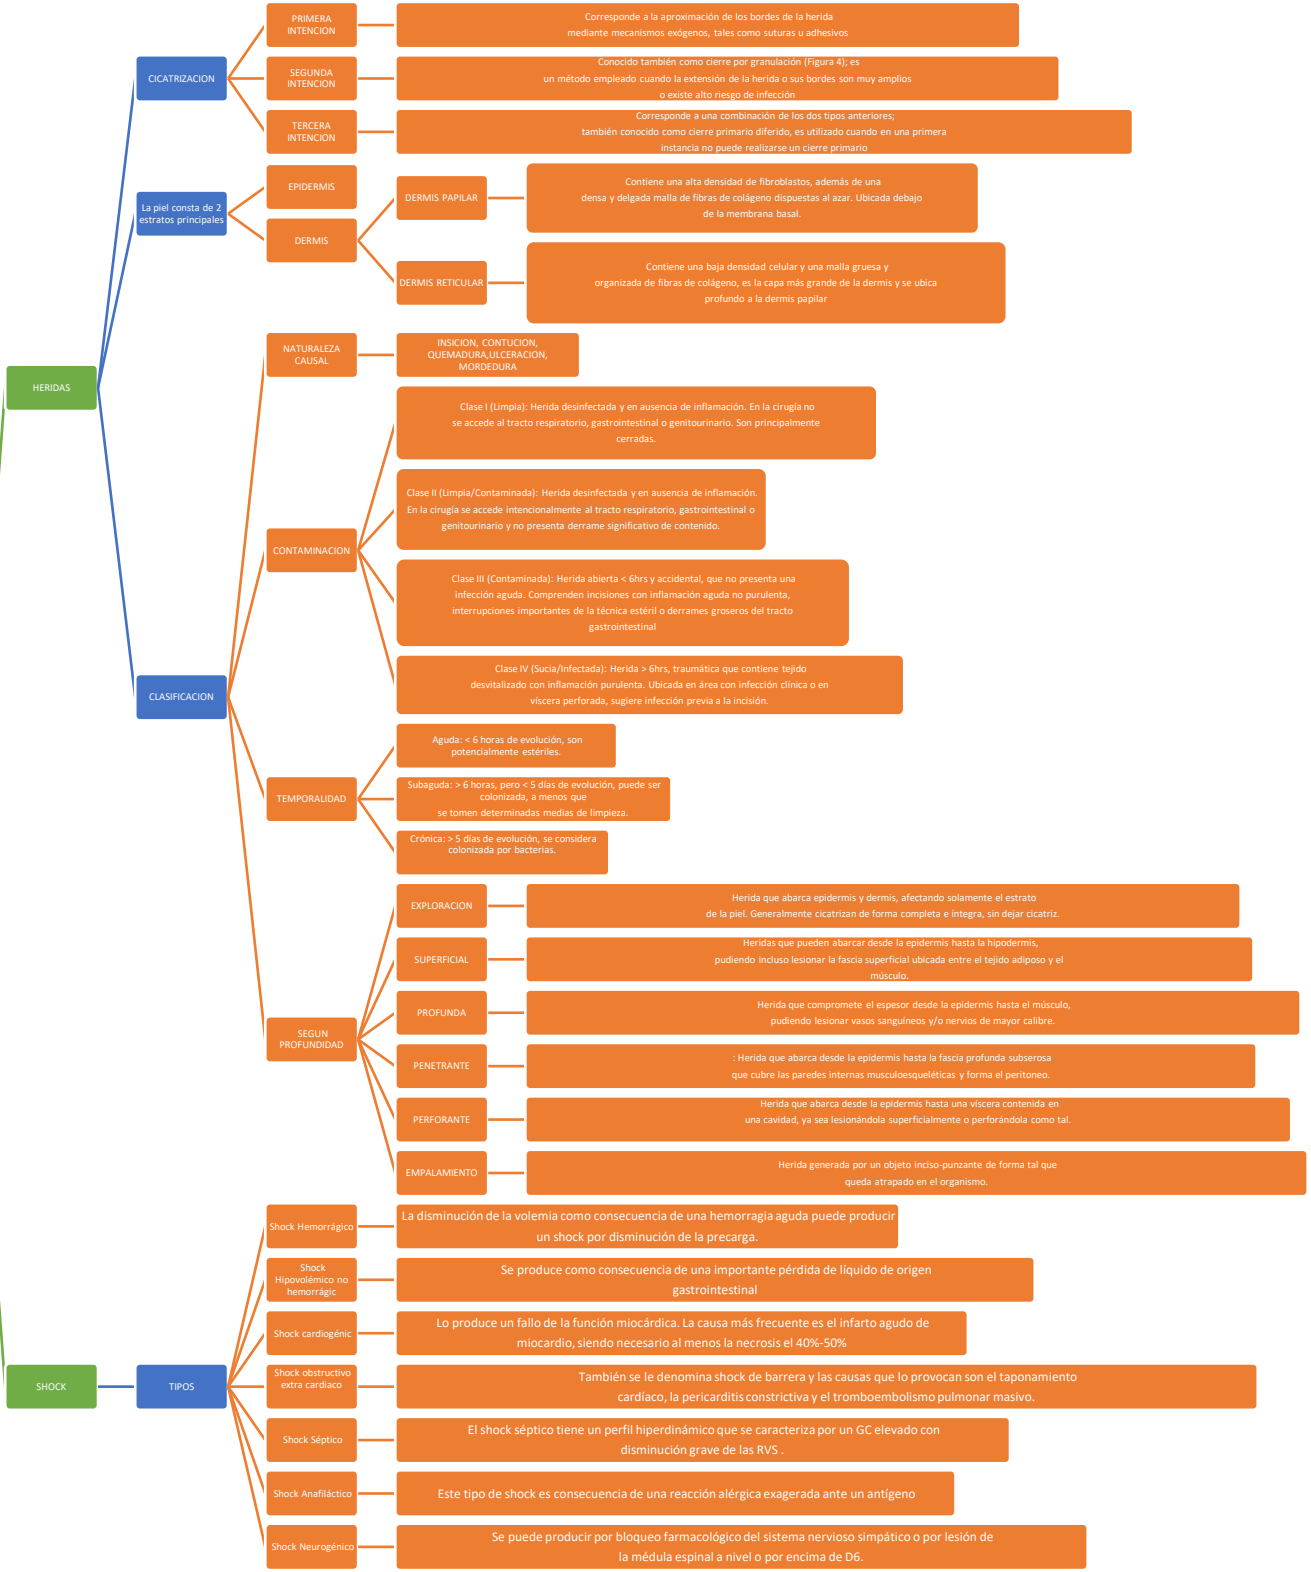 HERIDAS
CICATRIZACION
PRIMERA
INTENCION
Corresponde a la aproximación de los bordes de la herida
mediante mecanismos exógenos, tales como suturas u adhesivos
SEGUNDA
INTENCION
Conocido también como cierre por granulación (Figura 4); es
un método empleado cuando la extensión de la herida o sus bordes son muy amplios
o existe alto riesgo de infección
TERCERA
INTENCION
Corresponde a una combinación de los dos tipos anteriores;
también conocido como cierre primario diferido, es utilizado cuando en una primera
instancia no puede realizarse un cierre primario
La piel consta de 2
estratos principales
EPIDERMIS
DERMIS
DERMIS PAPILAR
Contiene una alta densidad de fibroblastos, además de una
densa y delgada malla de fibras de colágeno dispuestas al azar. Ubicada debajo
de la membrana basal.
DERMIS RETICULAR
Contiene una baja densidad celular y una malla gruesa y
organizada de fibras de colágeno, es la capa más grande de la dermis y se ubica
profundo a la dermis papilar
CLASIFICACION
NATURALEZA
CAUSAL
INSICION, CONTUCION,
QUEMADURA,ULCERACION,
MORDEDURA
CONTAMINACION
Clase I (Limpia): Herida desinfectada y en ausencia de inflamación. En la cirugía no
se accede al tracto respiratorio, gastrointestinal o genitourinario. Son principalmente
cerradas.
Clase II (Limpia/Contaminada): Herida desinfectada y en ausencia de inflamación.
En la cirugía se accede intencionalmente al tracto respiratorio, gastrointestinal o
genitourinario y no presenta derrame significativo de contenido.
Clase III (Contaminada): Herida abierta < 6hrs y accidental, que no presenta una
infección aguda. Comprenden incisiones con inflamación aguda no purulenta,
interrupciones importantes de la técnica estéril o derrames groseros del tracto
gastrointestinal
Clase IV (Sucia/Infectada): Herida > 6hrs, traumática que contiene tejido
desvitalizado con inflamación purulenta. Ubicada en área con infección clínica o en
víscera perforada, sugiere infección previa a la incisión.
TEMPORALIDAD
Aguda: < 6 horas de evolución, son
potencialmente estériles.
Subaguda: > 6 horas, pero < 5 días de evolución, puede ser
colonizada, a menos que
se tomen determinadas medias de limpieza.
Crónica: > 5 días de evolución, se considera
colonizada por bacterias.
SEGUN
PROFUNDIDAD
EXPLORACION
Herida que abarca epidermis y dermis, afectando solamente el estrato
de la piel. Generalmente cicatrizan de forma completa e íntegra, sin dejar cicatriz.
SUPERFICIAL
Heridas que pueden abarcar desde la epidermis hasta la hipodermis,
pudiendo incluso lesionar la fascia superficial ubicada entre el tejido adiposo y el
músculo.
PROFUNDA
Herida que compromete el espesor desde la epidermis hasta el músculo,
pudiendo lesionar vasos sanguíneos y/o nervios de mayor calibre.
PENETRANTE
: Herida que abarca desde la epidermis hasta la fascia profunda subserosa
que cubre las paredes internas musculoesqueléticas y forma el peritoneo.
PERFORANTE
Herida que abarca desde la epidermis hasta una víscera contenida en
una cavidad, ya sea lesionándola superficialmente o perforándola como tal.
EMPALAMIENTO
Herida generada por un objeto inciso-punzante de forma tal que
queda atrapado en el organismo.
SHOCK
TIPOS
Shock Hemorrágico
La disminución de la volemia como consecuencia de una hemorragia aguda puede producir
un shock por disminución de la precarga.
Shock
Hipovolémico no
hemorrágic
Se produce como consecuencia de una importante pérdida de líquido de origen
gastrointestinal
Shock cardiogénic
Lo produce un fallo de la función miocárdica. La causa más frecuente es el infarto agudo de
miocardio, siendo necesario al menos la necrosis el 40%-50%
Shock obstructivo
extra cardiaco
También se le denomina shock de barrera y las causas que lo provocan son el taponamiento
cardíaco, la pericarditis constrictiva y el tromboembolismo pulmonar masivo.
Shock Séptico
El shock séptico tiene un perfil hiperdinámico que se caracteriza por un GC elevado con
disminución grave de las RVS .
Shock Anafiláctico
Este tipo de shock es consecuencia de una reacción alérgica exagerada ante un antígeno
Shock Neurogénico
Se puede producir por bloqueo farmacológico del sistema nervioso simpático o por lesión de
la médula espinal a nivel o por encima de D6.